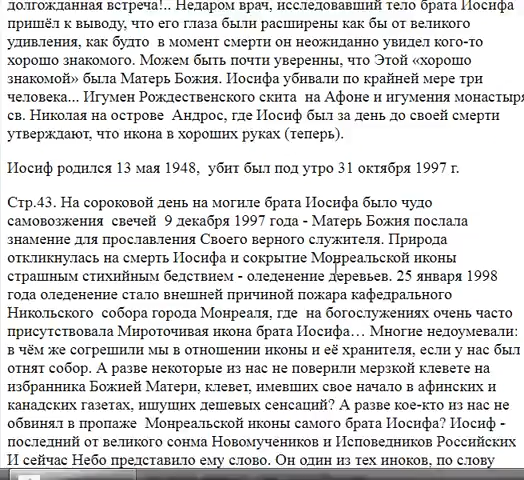 долгожданная встреча!.. Недаром врач, исследовавший тело брата Иосифа
пришёл к выводу, что его глаза были расширены как бы от великого
удивления, как будто в момент смерти он неожиданно увидел кого-то
хорошо знакомого. Можем быть почти уверенны, что Этой «хорошо
знакомой» была Матерь Божия. Иосифа убивали по крайней мере три
человека... Игумен Рождественского скита на Афоне и игумения монастыря
св. Николая на острове Андрос, где Иосиф был за день до своей смерти
утверждают, что икона в хороших руках (теперь).
Иосиф родился 13 мая 1948, убит был под утро 31 октября 1997 г.
Стр.43. На сороковой день на могиле брата Иосифа было чудо
самовозжения свечей 9 декабря 1997 года - Матерь Божия послала
знамение для прославления Своего верного служителя. Природа
откликнулась на смерть Иосифа и сокрытие Монреальской иконы
страшным стихийным бедствием - оледенение деревьев. 25 января 1998
года оледенение стало внешней причиной пожара кафедрального
Никольского собора города Монреаля, где на богослужениях очень часто
присутствовала Мироточивая икона брата Иосифа… Многие недоумевали:
в чём же согрешили мы в отношении иконы и её хранителя, если у нас был
отнят собор. А разве некоторые из нас не поверили мерзкой клевете на
избранника Божией Матери, клевет, имевших свое начало в афинских и
канадских газетах, ищущих дешевых сенсаций? А разве кое-кто из нас не
обвинял в пропаже Монреальской иконы самого брата Иосифа? Иосиф -
последний от великого сонма Новомучеников и Исповедников Российских
И сейчас Небо представило ему слово. Он один из тех иноков, по слову